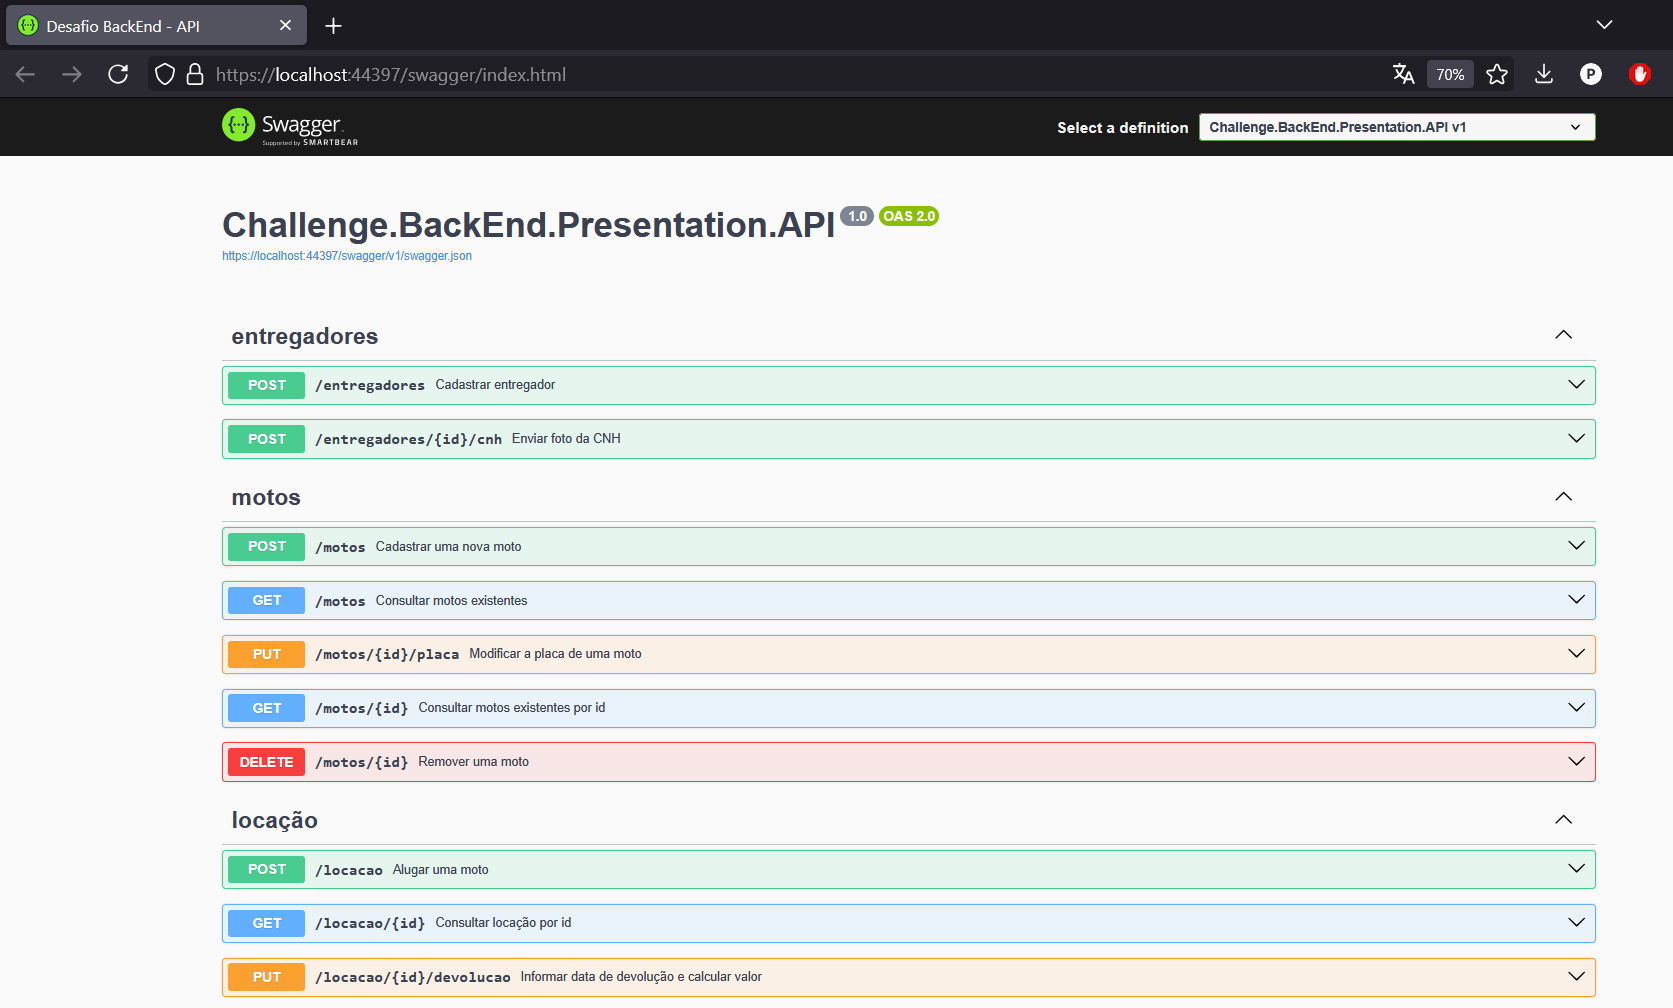 Desafio BackEnd - API
https://localhost:44397/swagger/index.html
70%
P
Swagger
Supported by SMARTBEAR
Select a definition
Challenge.BackEnd.Presentation.API v1
Challenge.BackEnd.Presentation.API 1.0 OAS 2.0
https://localhost:44397/swagger/v1/swagger.json
entregadores
POST /entregadores Cadastrar entregador
POST /entregadores/{id}/cnh Enviar foto da CNH
motos
POST /motos Cadastrar uma nova moto
GET /motos Consultar motos existentes
PUT /motos/{id}/placa Modificar a placa de uma moto
GET /motos/{id} Consultar motos existentes por id
DELETE /motos/{id} Remover uma moto
locação
POST /locacao Alugar uma moto
GET /locacao/{id} Consultar locação por id
PUT /locacao/{id}/devolucao Informar data de devolução e calcular valor